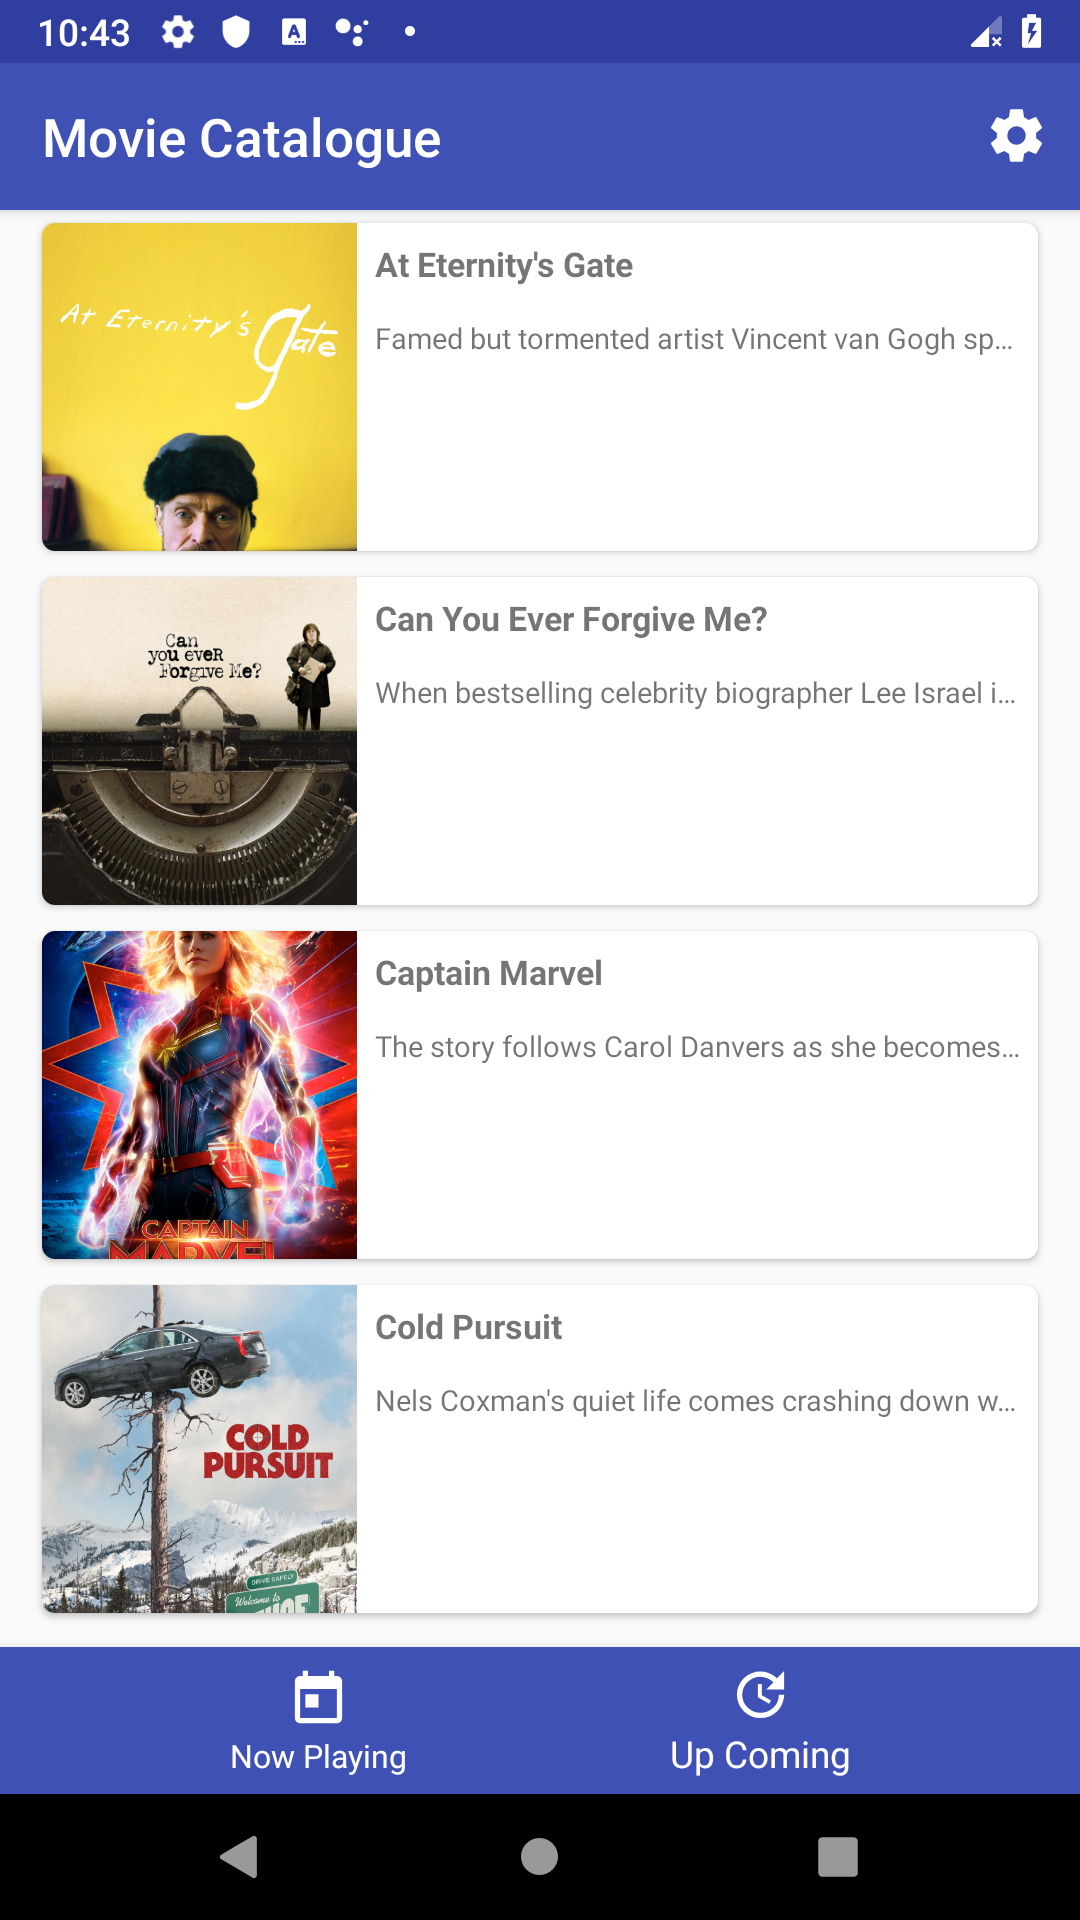 10:43
Movie Catalogue
At Eternity's gate
At Eternity's Gate
Famed but tormented artist Vincent van Gogh sp...
Can
you eveR
Forgive Me?
Can You Ever Forgive Me?
When bestselling celebrity biographer Lee Israel i...
CAPTAIN
MARVEL
Captain Marvel
The story follows Carol Danvers as she becomes...
COLD
PURSUIT
DRIVE SAFELY
Welcome to
Cold Pursuit
Nels Coxman's quiet life comes crashing down w...
Now Playing
Up Coming